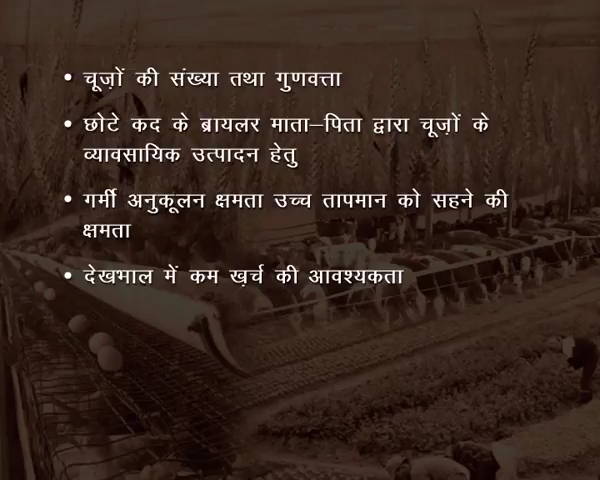 • चूज़ों की संख्या तथा गुणवत्ता
• छोटे कद के ब्रायलर माता–पिता द्वारा चूज़ों के
व्यावसायिक उत्पादन हेतु
• गर्मी अनुकूलन क्षमता उच्च तापमान को सहने की
क्षमता
• देखभाल में कम ख़र्च की आवश्यकता